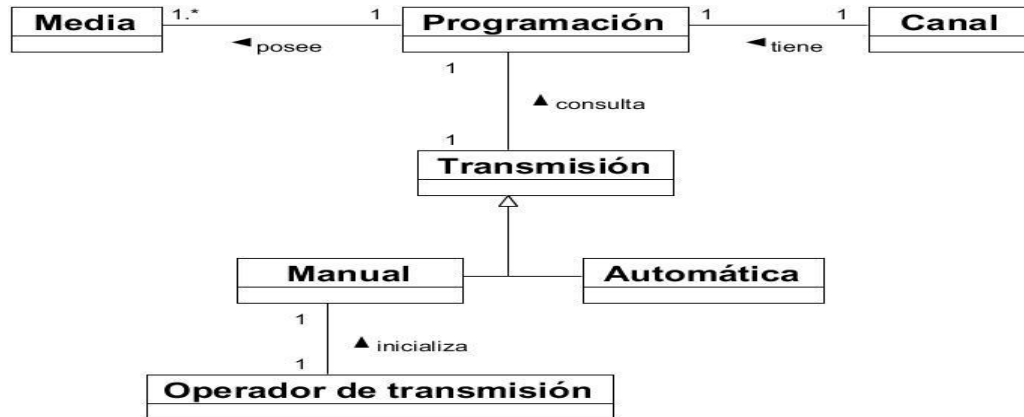 Media
1.*
1
Programación
1
1
Canal
◄ posee
◄ tiene
1
▲ consulta
1
Transmisión
Manual
Automática
1
▲ inicializa
1
Operador de transmisión